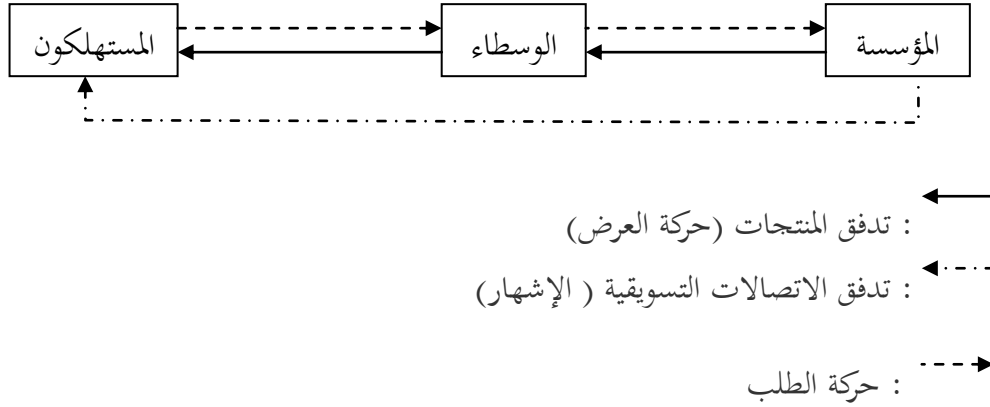 المؤسسة
الوسطاء
المستهلكون
: تدفق المنتجات (حركة العرض)
: تدفق الاتصالات التسويقية ( الإشهار)
: حركة الطلب